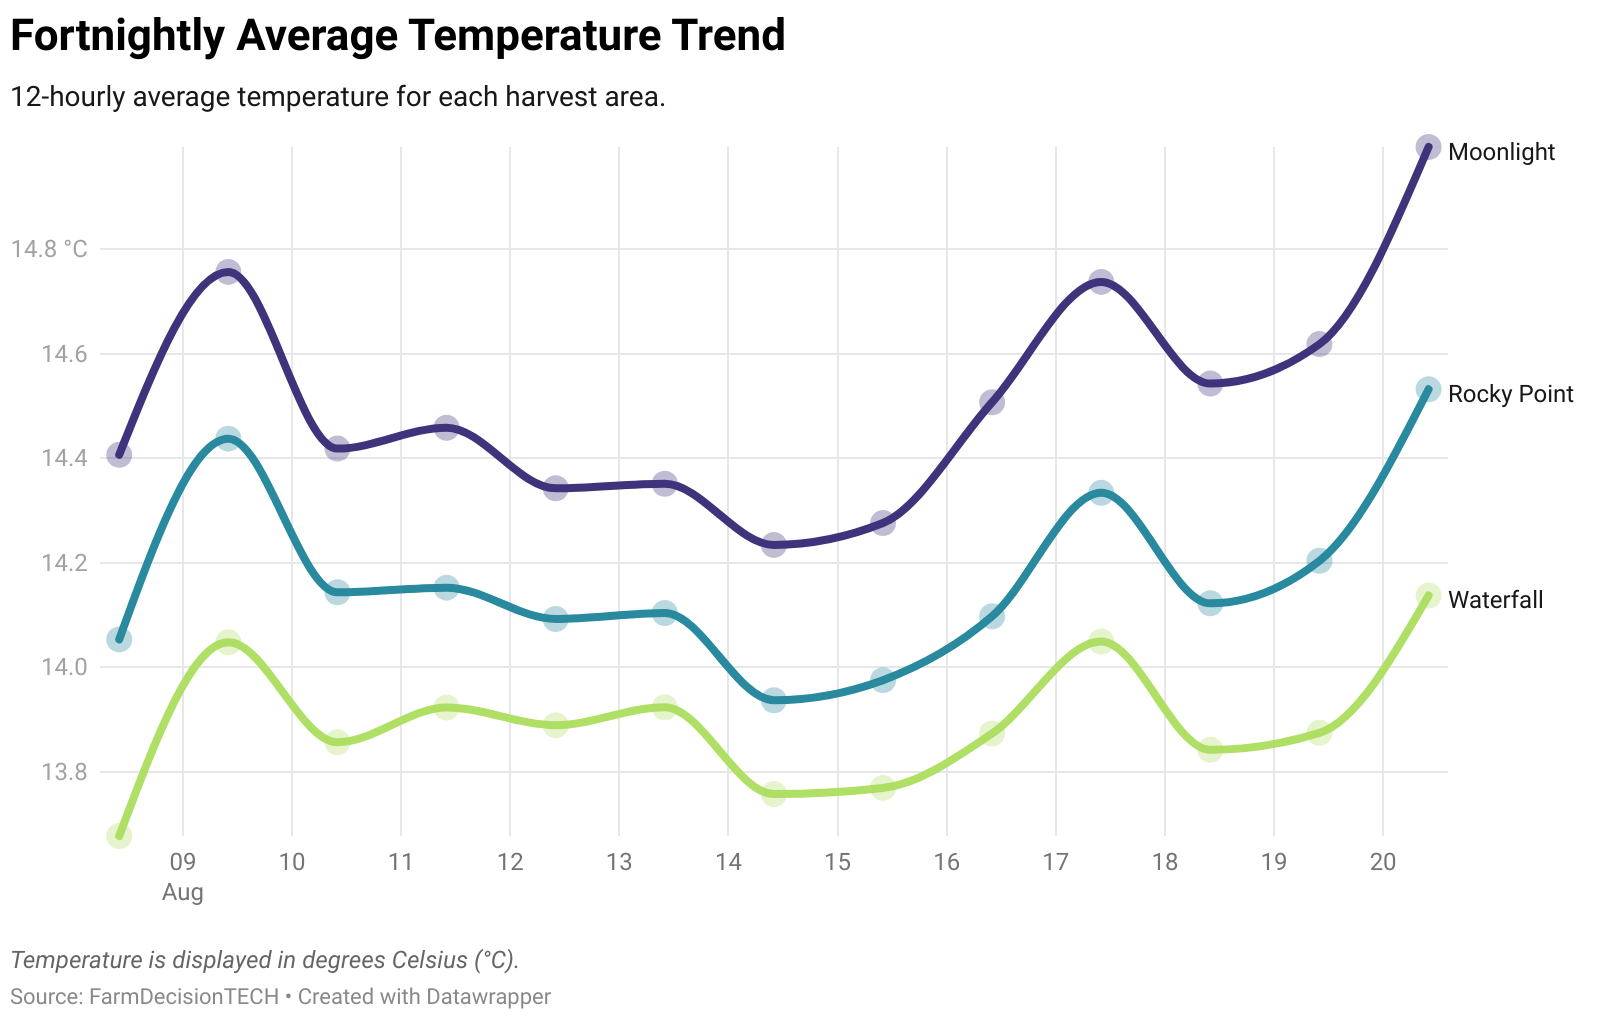 Fortnightly Average Temperature Trend
12-hourly average temperature for each harvest area.
Moonlight
14.8 °C
14.6
Rocky Point
14.4
14.2
Waterfall
14.0
13.8
09 10 11 12 13 14 15 16 17 18 19 20
Aug
Temperature is displayed in degrees Celsius (°C).
Source: FarmDecisionTECH • Created with Datawrapper